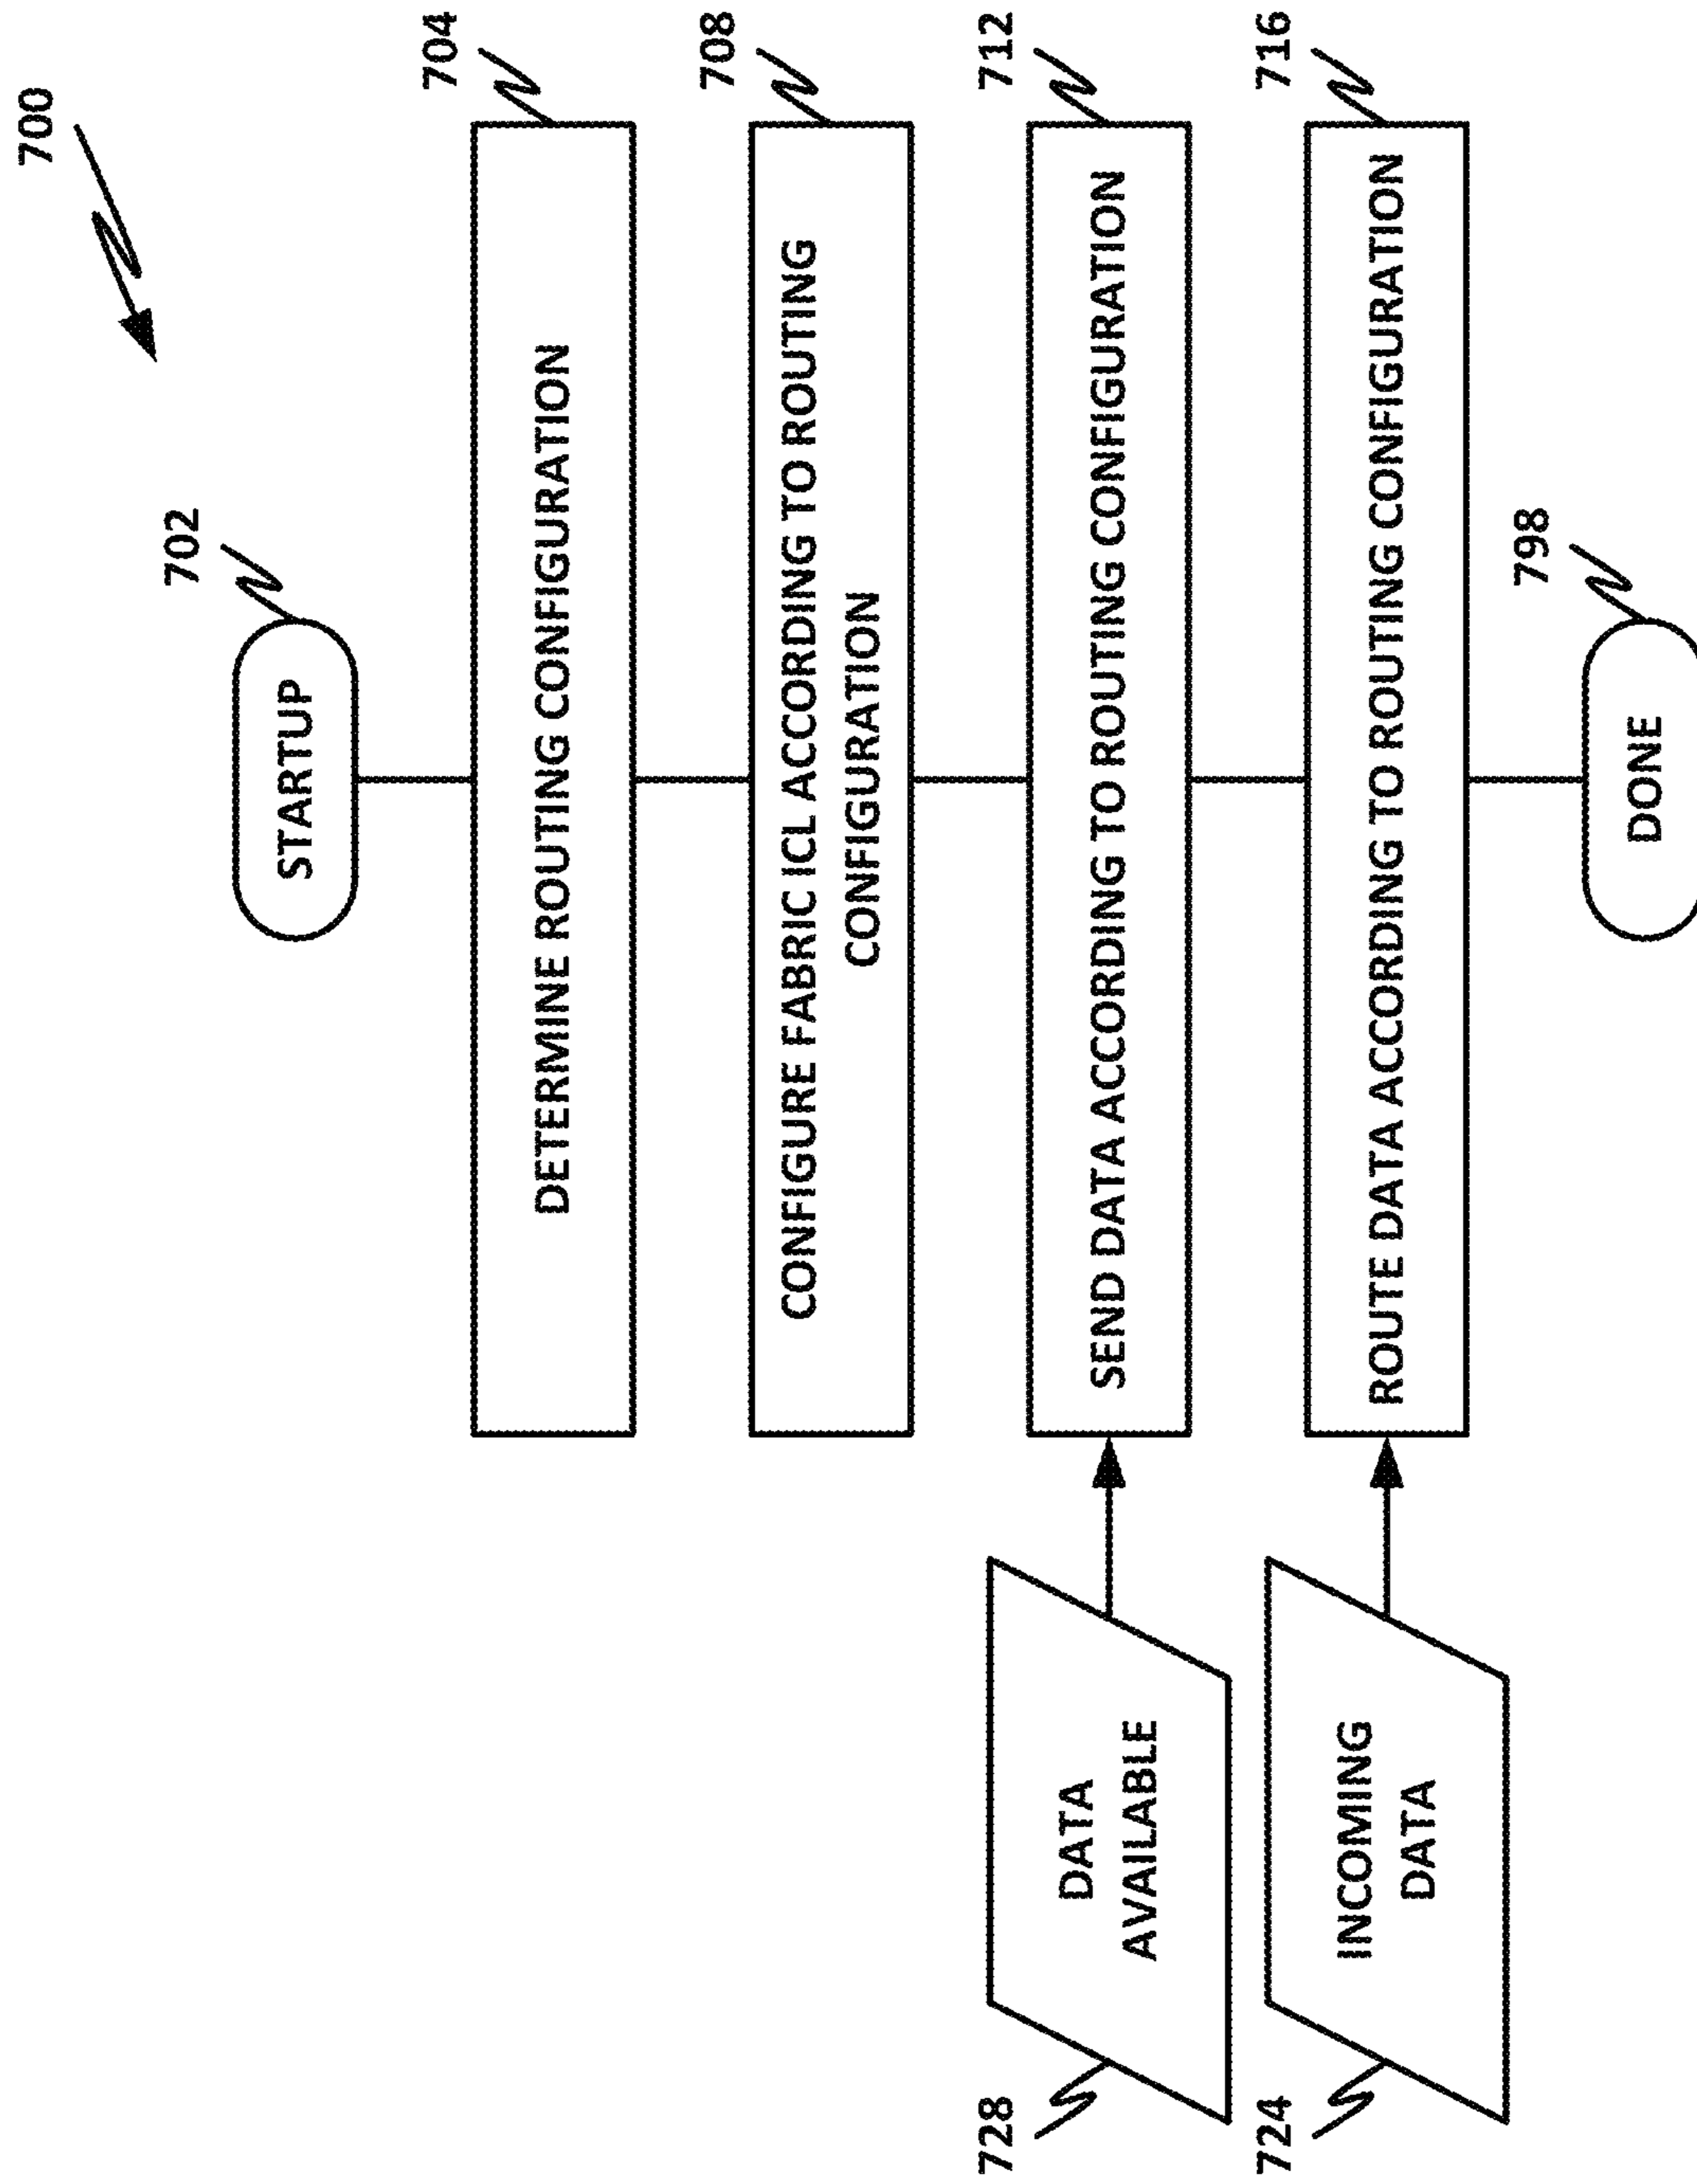 700
702
STARTUP
704
DETERMINE ROUTING CONFIGURATION
708
CONFIGURE FABRIC ICL ACCORDING TO ROUTING
CONFIGURATION
712
728
DATA
AVAILABLE
SEND DATA ACCORDING TO ROUTING CONFIGURATION
716
724
INCOMING
DATA
ROUTE DATA ACCORDING TO ROUTING CONFIGURATION
798
DONE